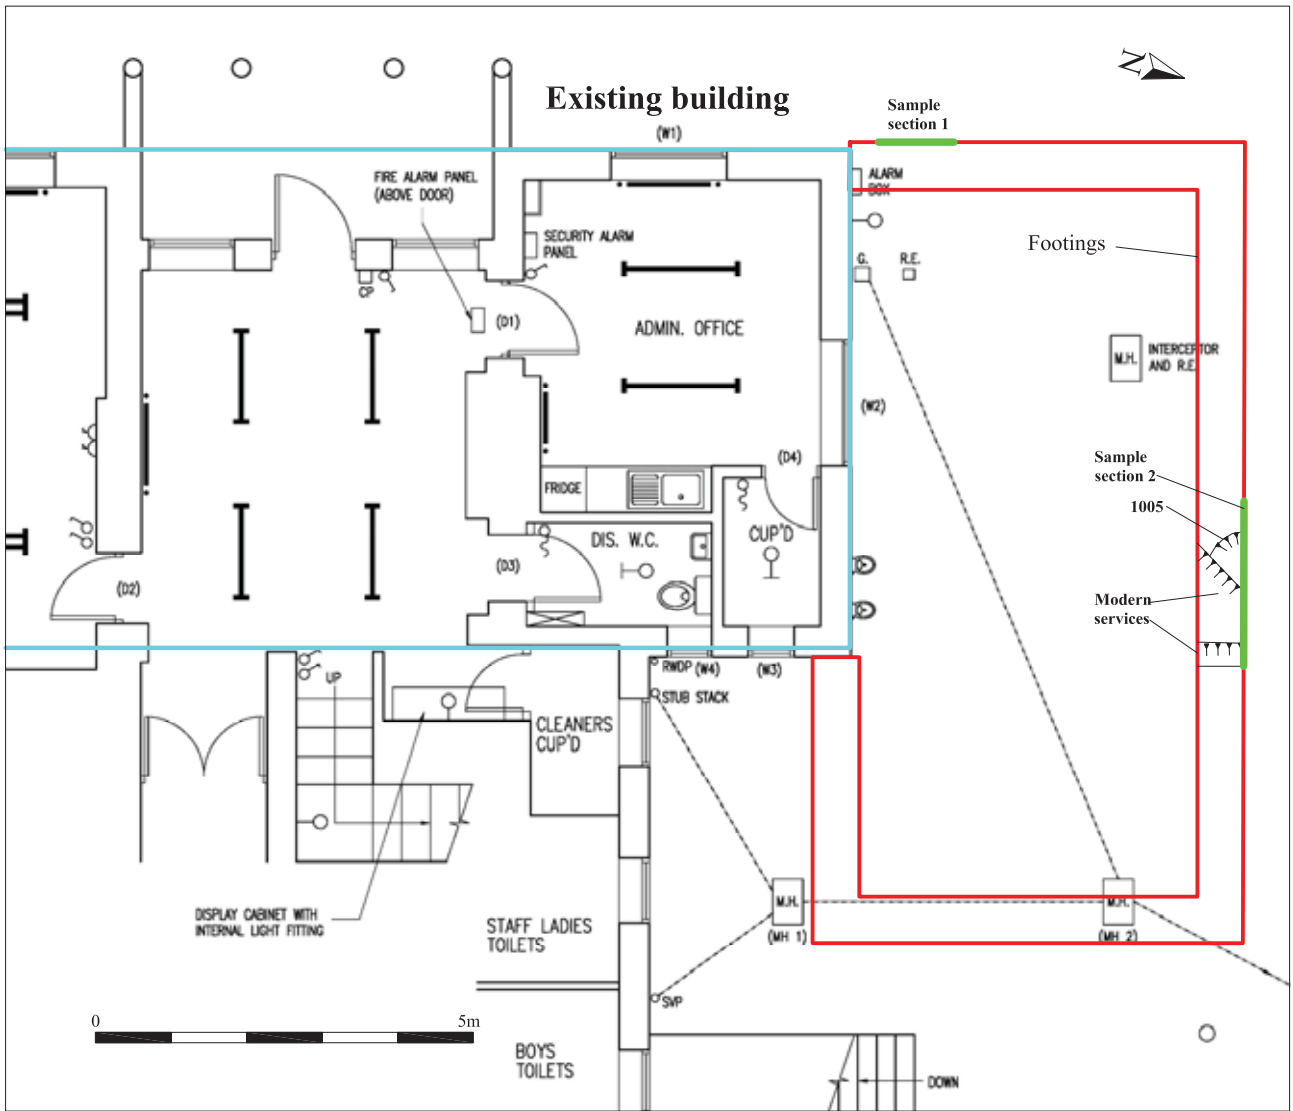 N
Existing building
Sample
section 1
(W1)
FIRE ALARM PANEL
(ABOVE DOOR)
ALARM
BOX
SECURITY ALARM
PANEL
Footings
G.
R.E.
CP
(D1)
ADMIN. OFFICE
M.H.
INTERCEPTOR
AND R.E.
(W2)
Sample
section 2
(D4)
FRIDGE
1005
DIS. W.C.
CUP'D
(D3)
(D2)
Modern
services
RWDP
(W4)
(W3)
UP
STUB STACK
CLEANERS
CUP'D
M.H.
M.H.
DISPLAY CABINET WITH
INTERNAL LIGHT FITTING
STAFF LADIES
TOILETS
(MH 1)
(MH 2)
SVP
0
5m
BOYS
TOILETS
DOWN